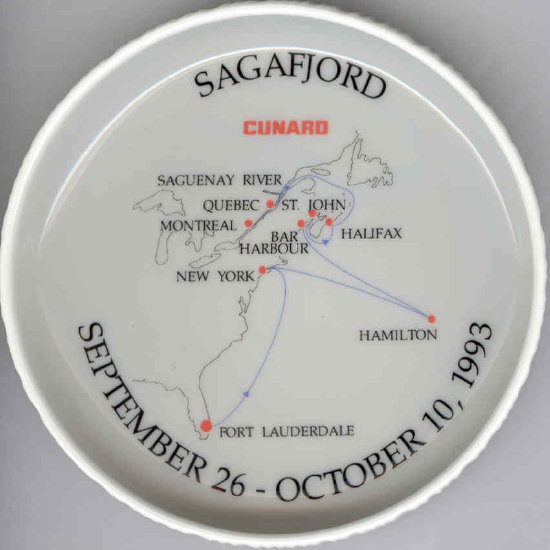 SAGAFJORD
CUNARD
SAGUENAY RIVER
QUEBEC
ST. JOHN
MONTREAL
BAR
HARBOUR
HALIFAX
NEW YORK
HAMILTON
FORT LAUDERDALE
SEPTEMBER 26 - OCTOBER 10, 1993